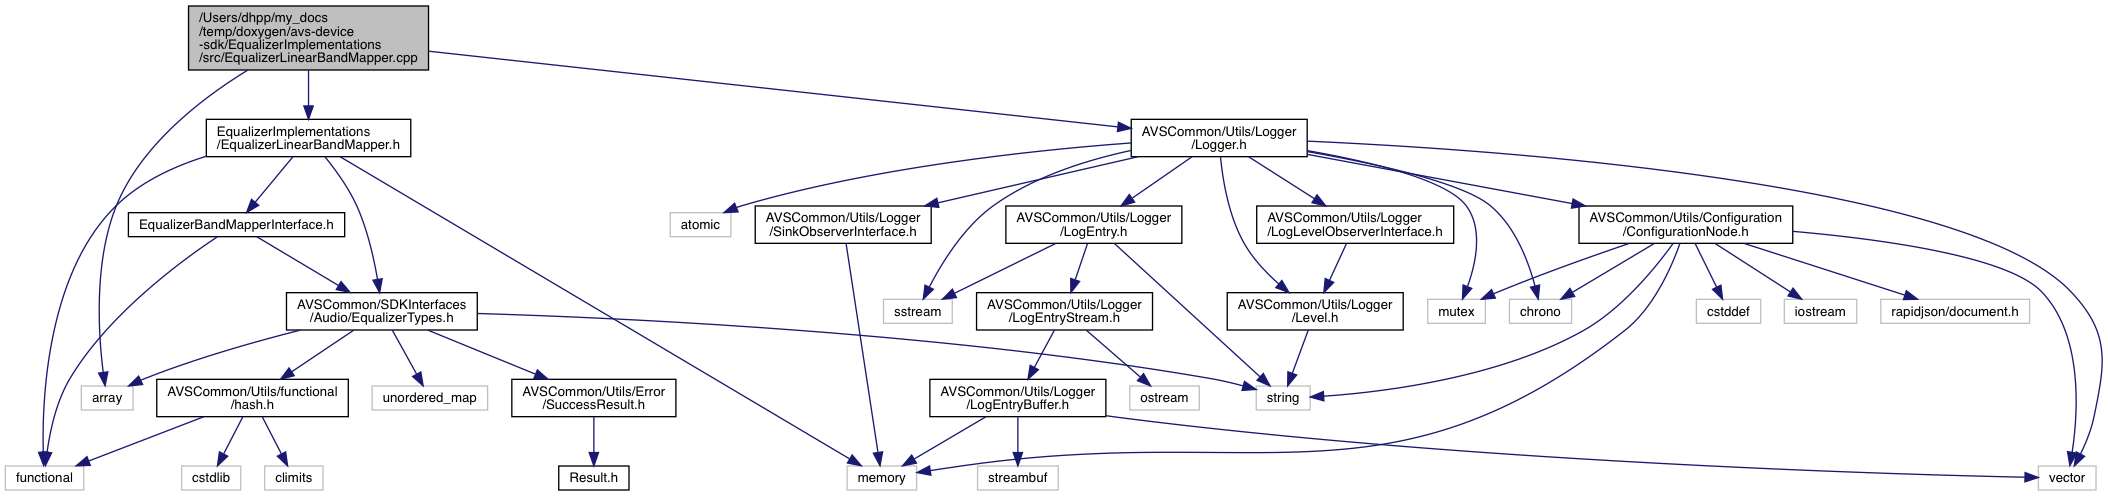 /Users/dhpp/my_docs
/temp/doxygen/avs-device
-sdk/EqualizerImplementations
/src/EqualizerLinearBandMapper.cpp
EqualizerImplementations
/EqualizerLinearBandMapper.h
AVSCommon/Utils/Logger
/Logger.h
EqualizerBandMapperInterface.h
atomic
AVSCommon/Utils/Logger
/SinkObserverInterface.h
AVSCommon/Utils/Logger
/LogEntry.h
AVSCommon/Utils/Logger
/LogLevelObserverInterface.h
AVSCommon/Utils/Configuration
/ConfigurationNode.h
AVSCommon/SDKInterfaces
/Audio/EqualizerTypes.h
sstream
AVSCommon/Utils/Logger
/LogEntryStream.h
AVSCommon/Utils/Logger
/Level.h
mutex
chrono
cstddef
iostream
rapidjson/document.h
array
AVSCommon/Utils/functional
/hash.h
unordered_map
AVSCommon/Utils/Error
/SuccessResult.h
AVSCommon/Utils/Logger
/LogEntryBuffer.h
ostream
string
functional
cstdlib
climits
Result.h
memory
streambuf
vector